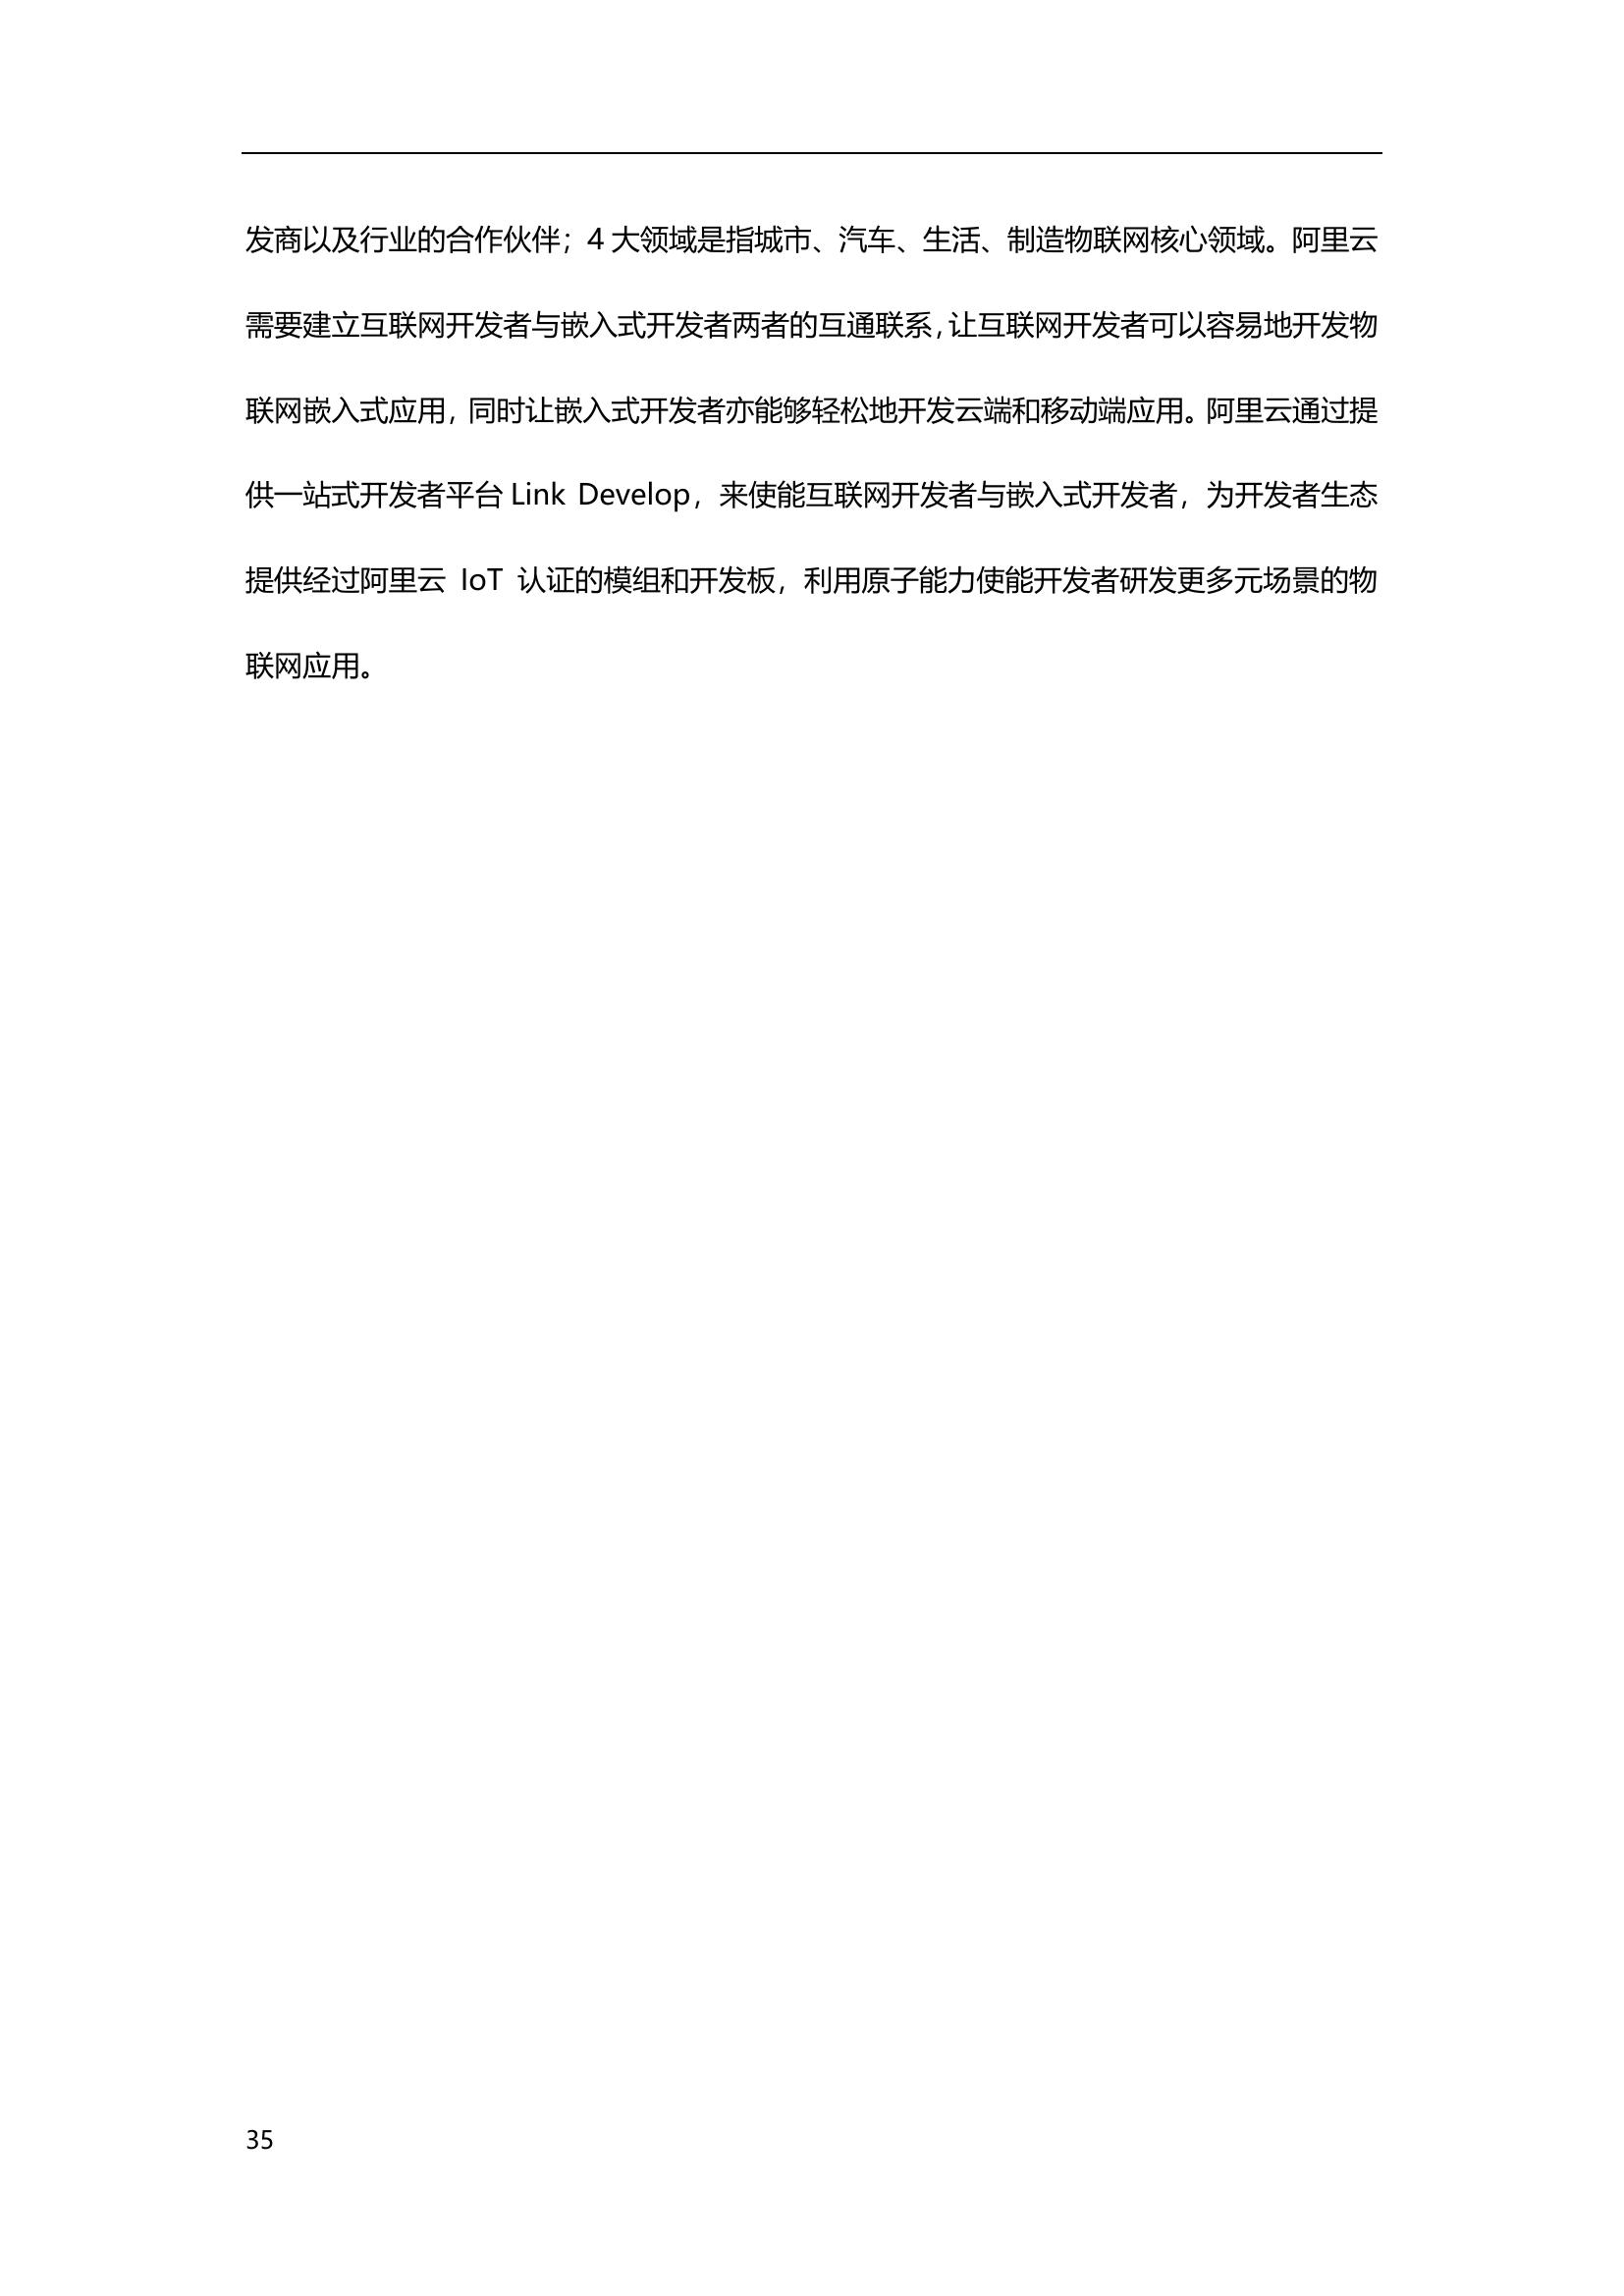 发商以及行业的合作伙伴；4 大领域是指城市、汽车、生活、制造物联网核心领域。阿里云
需要建立互联网开发者与嵌入式开发者两者的互通联系，让互联网开发者可以容易地开发物
联网嵌入式应用，同时让嵌入式开发者亦能够轻松地开发云端和移动端应用。阿里云通过提
供一站式开发者平台 Link Develop，来使能互联网开发者与嵌入式开发者，为开发者生态
提供经过阿里云 IoT 认证的模组和开发板，利用原子能力使能开发者研发更多元场景的物
联网应用。
35